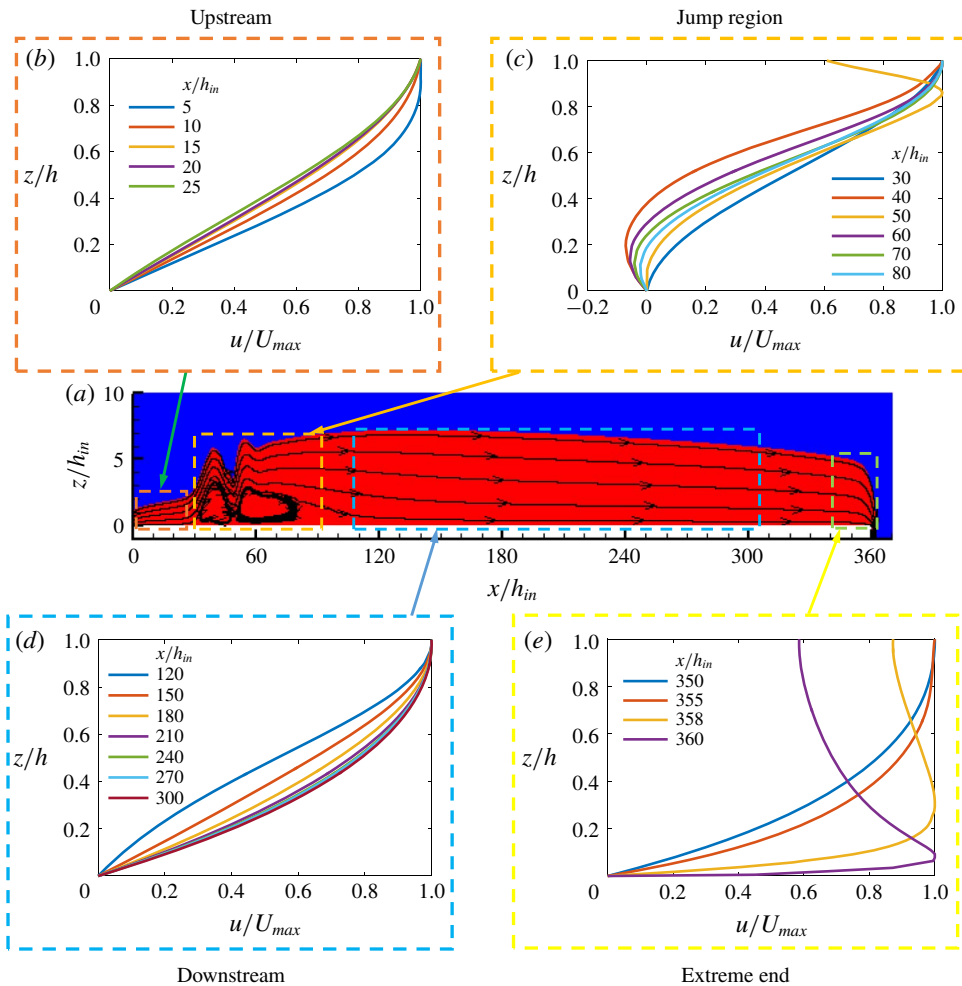 Upstream
Jump region
(b)
x/h_in
5
10
15
20
25
1.0
0.8
0.6
0.4
0.2
z/h
0 0.2 0.4 0.6 0.8 1.0
u/U_max
(c)
1.0
0.8
0.6
0.4
0.2
0
z/h
x/h_in
30
40
50
60
70
80
−0.2 0 0.2 0.4 0.6 0.8 1.0
u/U_max
(a)
10
5
0
z/h_in
0 60 120 180 240 300 360
x/h_in
(d)
x/h_in
120
150
180
210
240
270
300
1.0
0.8
0.6
0.4
0.2
z/h
0 0.2 0.4 0.6 0.8 1.0
u/U_max
(e)
x/h_in
350
355
358
360
1.0
0.8
0.6
0.4
0.2
z/h
0 0.2 0.4 0.6 0.8 1.0
u/U_max
Downstream
Extreme end